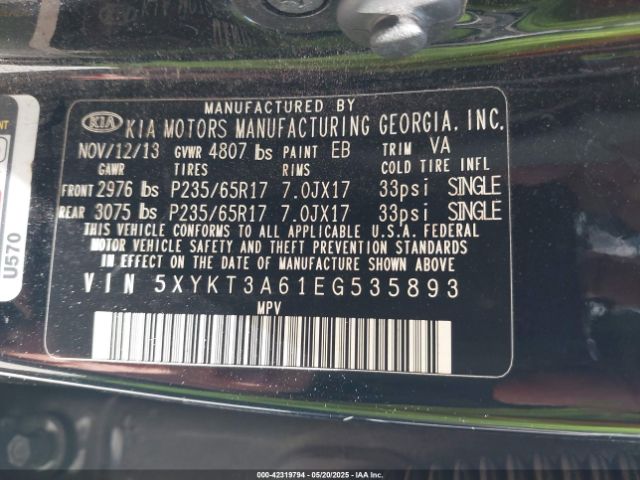 MANUFACTURED BY
KIA KIA MOTORS MANUFACTURING GEORGIA, INC.
NOV/12/13 GVWR 4807 lbs PAINT EB TRIM VA
GAWR TIRES RIMS COLD TIRE INFL
FRONT 2976 lbs P235/65R17 7.0JX17 33psi SINGLE
REAR 3075 lbs P235/65R17 7.0JX17 33psi SINGLE
THIS VEHICLE CONFORMS TO ALL APPLICABLE U.S.A. FEDERAL
MOTOR VEHICLE SAFETY AND THEFT PREVENTION STANDARDS
IN EFFECT ON THE DATE OF MANUFACTURE SHOWN ABOVE.
VIN 5XYKT3A61EG535893
MPV
U570
000-42319794 - 05/20/2025 - IAA Inc.